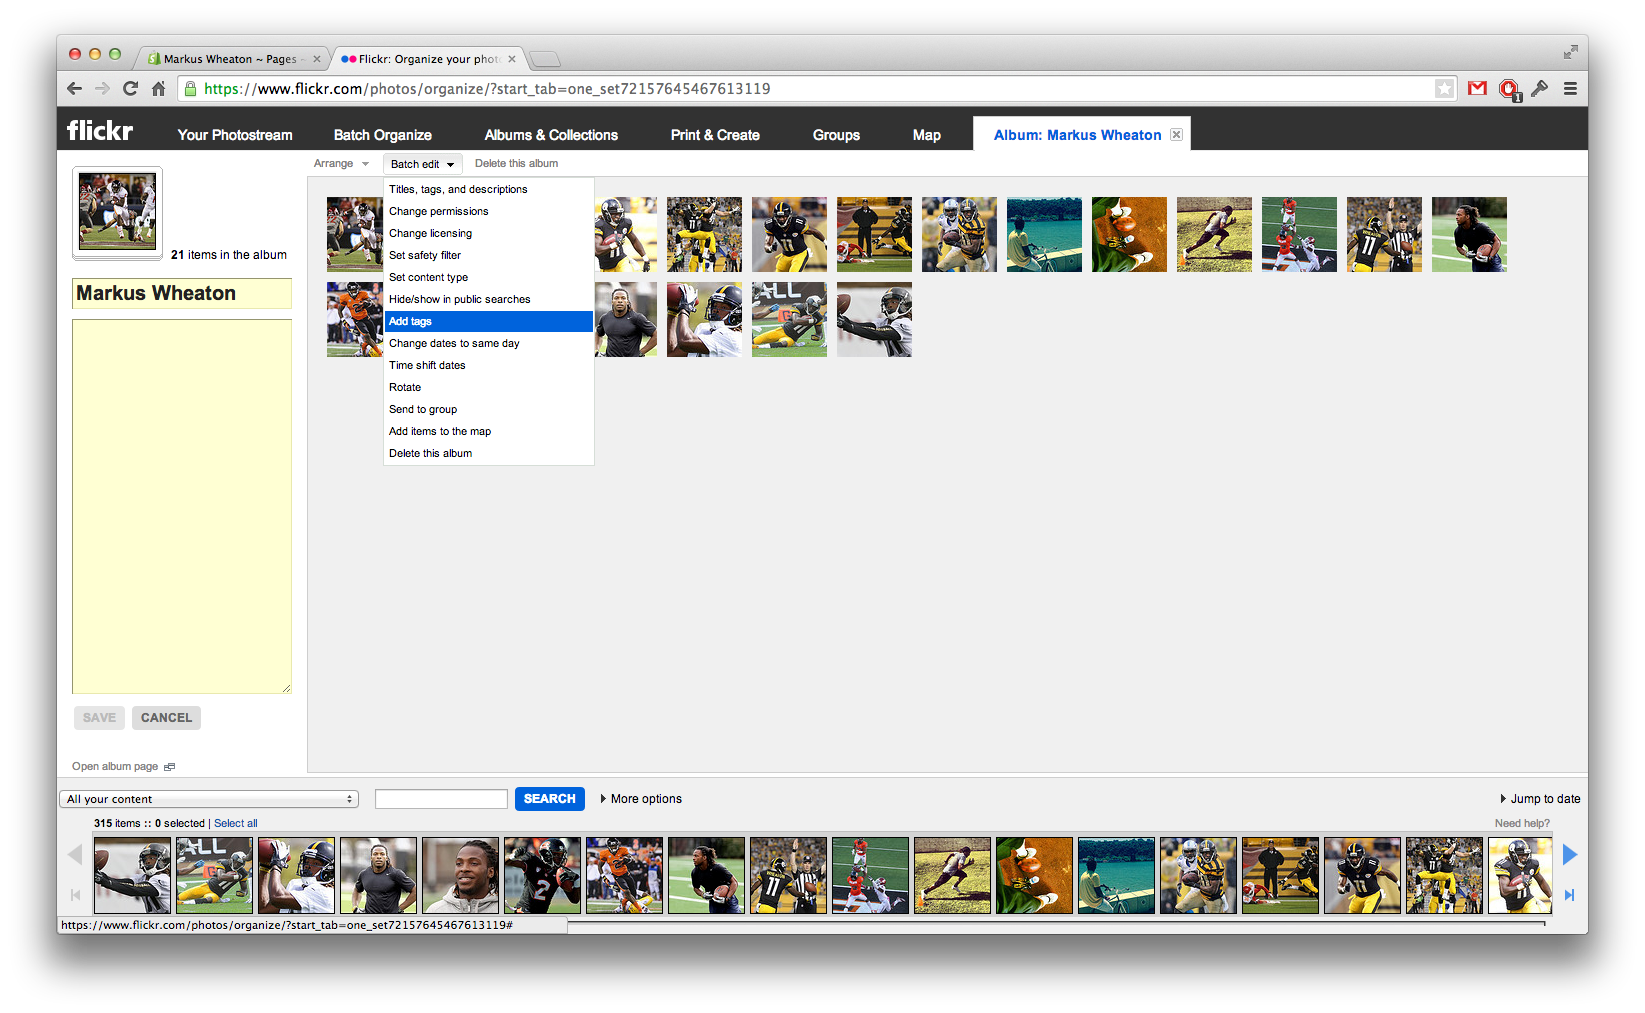 Markus Wheaton ~ Pages ~
Flickr: Organize your photo
https://www.flickr.com/photos/organize/?start_tab=one_set72157645467613119
1
flickr
Your Photostream
Batch Organize
Albums & Collections
Print & Create
Groups
Map
Album: Markus Wheaton
Arrange
Batch edit
Delete this album
21 items in the album
Markus Wheaton
Titles, tags, and descriptions
Change permissions
Change licensing
Set safety filter
Set content type
Hide/show in public searches
Add tags
Change dates to same day
Time shift dates
Rotate
Send to group
Add items to the map
Delete this album
SAVE
CANCEL
Open album page
All your content
SEARCH
More options
Jump to date
315 items :: 0 selected | Select all
Need help?
https://www.flickr.com/photos/organize/?start_tab=one_set72157645467613119#